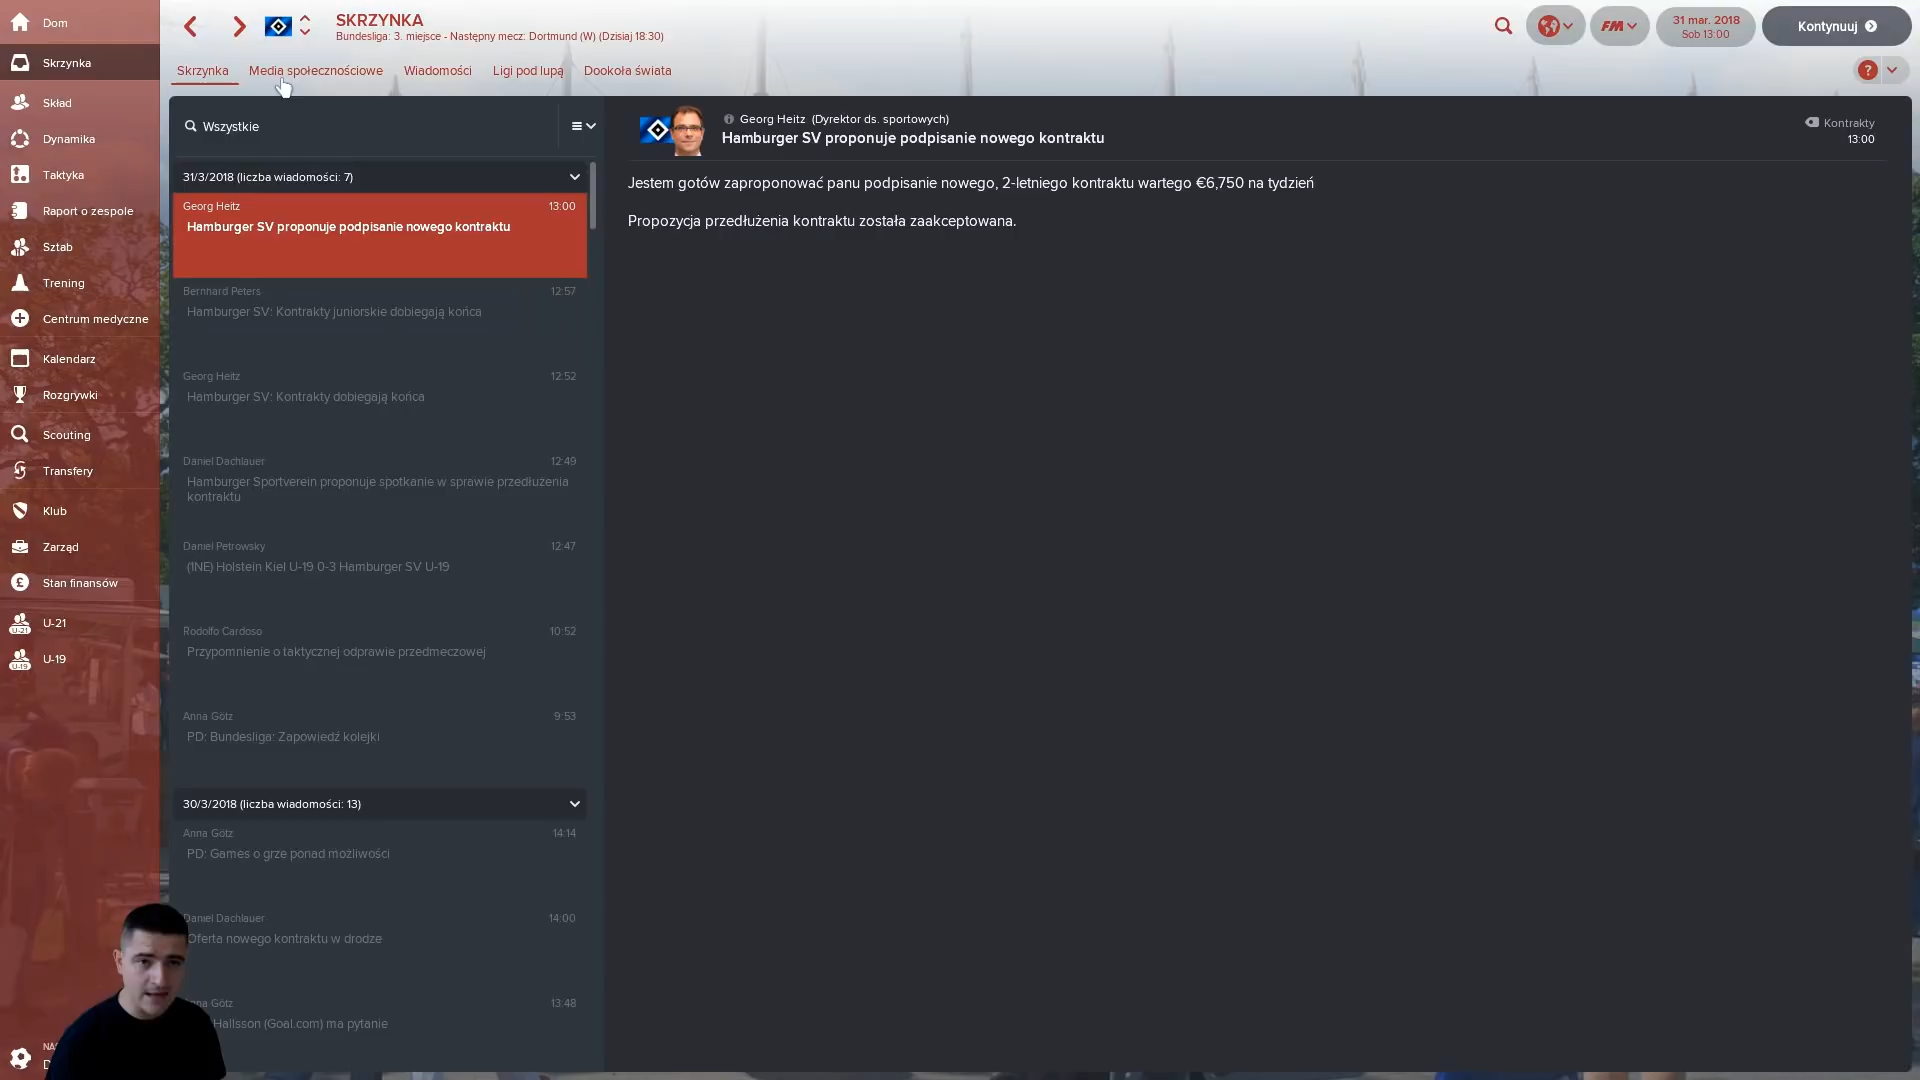 Dom
Skrzynka
Skład
Dynamika
Taktyka
Raport o zespole
Sztab
Trening
Centrum medyczne
Kalendarz
Rozgrywki
Scouting
Transfery
Klub
Zarząd
Stan finansów
U-21
U-19
SKRZYNKA
Bundesliga: 3. miejsce - Następny mecz: Dortmund (W) (Dzisiaj 18:30)
FM
31 mar. 2018
Sob 13:00
Kontynuuj
Skrzynka
Media społecznościowe
Wiadomości
Ligi pod lupą
Dookoła świata
?
Wszystkie
31/3/2018 (liczba wiadomości: 7)
Georg Heitz 13:00
Hamburger SV proponuje podpisanie nowego kontraktu
Bernhard Peters 12:57
Hamburger SV: Kontrakty juniorskie dobiegają końca
Georg Heitz 12:52
Hamburger SV: Kontrakty dobiegają końca
Daniel Dachlauer 12:49
Hamburger Sportverein proponuje spotkanie w sprawie przedłużenia
kontraktu
Daniel Petrowsky 12:47
(1NE) Holstein Kiel U-19 0-3 Hamburger SV U-19
Rodolfo Cardoso 10:52
Przypomnienie o taktycznej odprawie przedmeczowej
Anna Götz 9:53
PD: Bundesliga: Zapowiedź kolejki
30/3/2018 (liczba wiadomości: 13)
Anna Götz 14:14
PD: Games o grze ponad możliwości
Daniel Dachlauer 14:00
Oferta nowego kontraktu w drodze
Götz 13:48
Hallsson (Goal.com) ma pytanie
Georg Heitz (Dyrektor ds. sportowych)
Hamburger SV proponuje podpisanie nowego kontraktu
Kontrakty
13:00
Jestem gotów zaproponować panu podpisanie nowego, 2-letniego kontraktu wartego €6,750 na tydzień
Propozycja przedłużenia kontraktu została zaakceptowana.